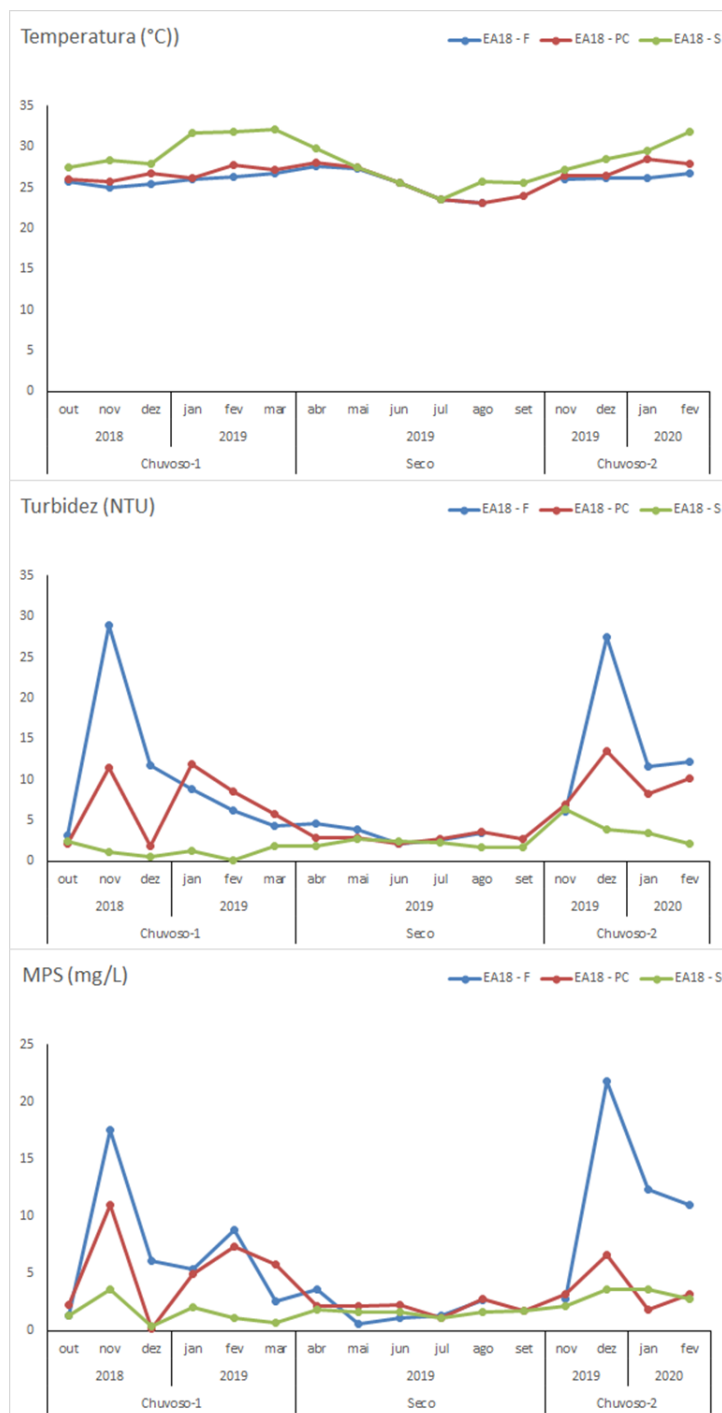 Temperatura (°C))
EA18 - F EA18 - PC EA18 - S
35
30
25
20
15
10
5
0
out nov dez jan fev mar abr mai jun jul ago set nov dez jan fev
2018 2019 2019 2019 2020
Chuvoso-1 Seco Chuvoso-2
Turbidez (NTU)
EA18 - F EA18 - PC EA18 - S
35
30
25
20
15
10
5
0
out nov dez jan fev mar abr mai jun jul ago set nov dez jan fev
2018 2019 2019 2019 2020
Chuvoso-1 Seco Chuvoso-2
MPS (mg/L)
EA18 - F EA18 - PC EA18 - S
25
20
15
10
5
0
out nov dez jan fev mar abr mai jun jul ago set nov dez jan fev
2018 2019 2019 2019 2020
Chuvoso-1 Seco Chuvoso-2